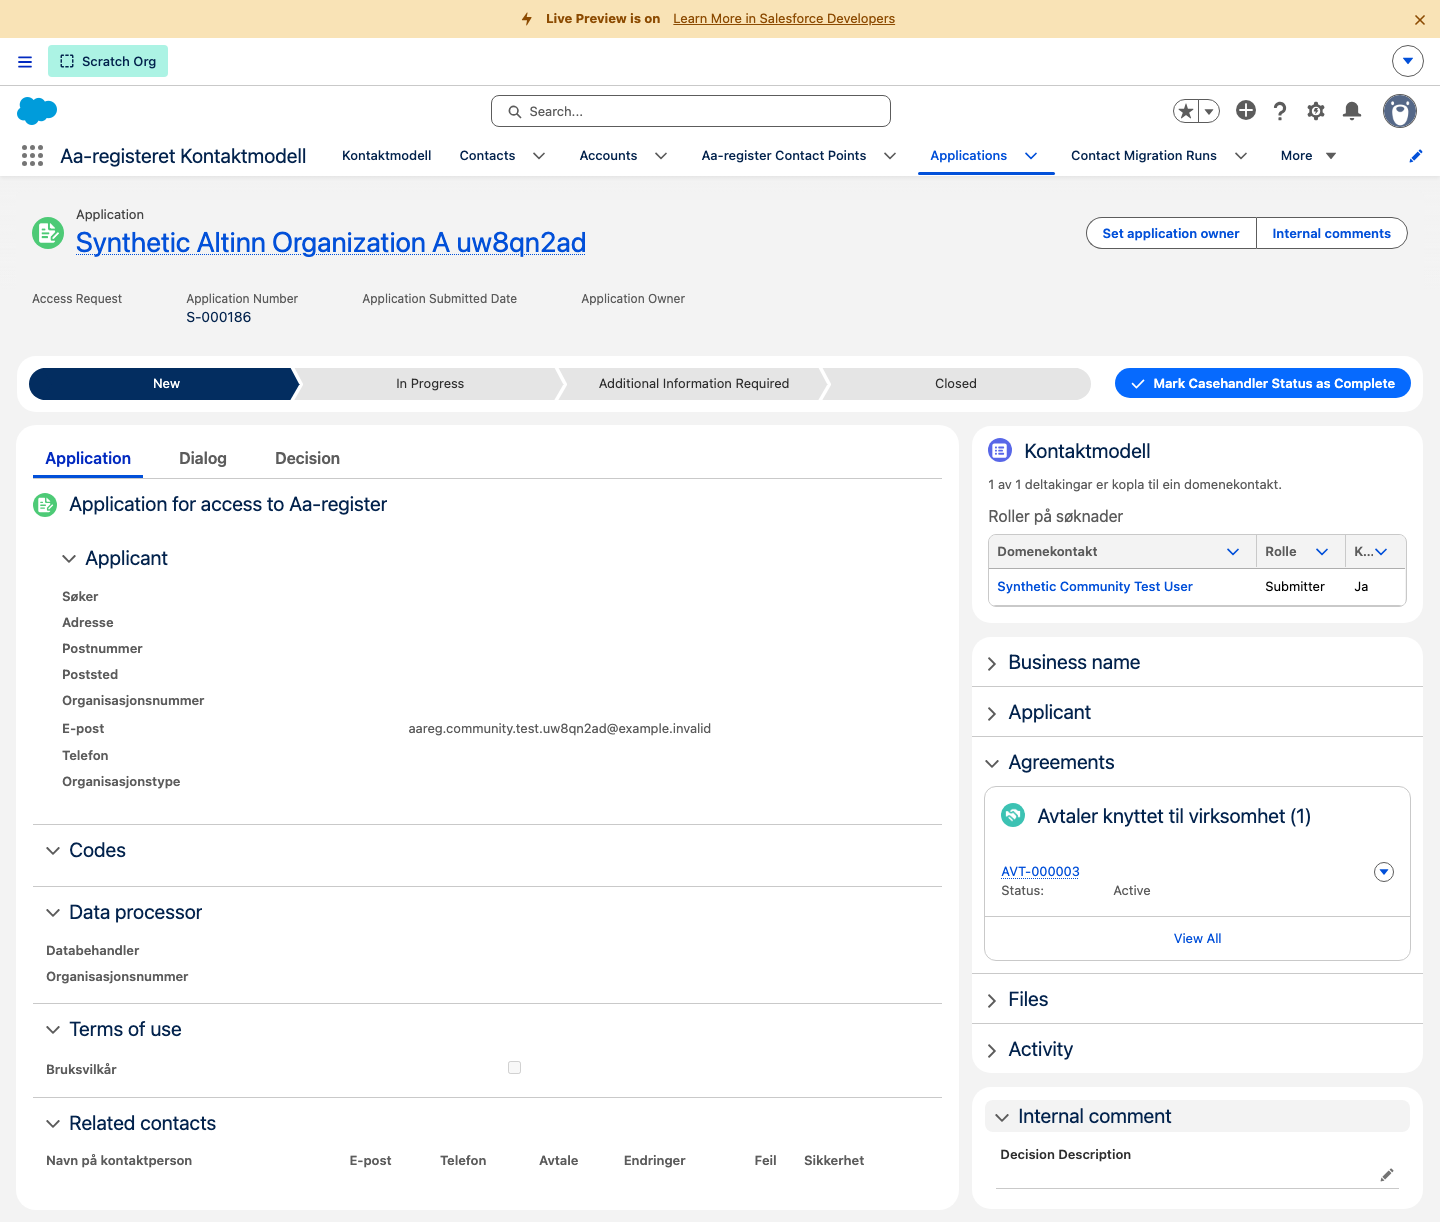 Live Preview is on Learn More in Salesforce Developers
Scratch Org
Search...
Aa-registeret Kontaktmodell Kontaktmodell Contacts Accounts Aa-register Contact Points Applications Contact Migration Runs More
Application
Synthetic Altinn Organization A uw8qn2ad
Set application owner Internal comments
Access Request Application Number Application Submitted Date Application Owner
S-000186
New In Progress Additional Information Required Closed Mark Casehandler Status as Complete
Application Dialog Decision
Application for access to Aa-register
Applicant
Søker
Adresse
Postnummer
Poststed
Organisasjonsnummer
E-post aareg.community.test.uw8qn2ad@example.invalid
Telefon
Organisasjonstype
Codes
Data processor
Databehandler
Organisasjonsnummer
Terms of use
Bruksvilkår
Related contacts
Navn på kontaktperson E-post Telefon Avtale Endringer Feil Sikkerhet
Kontaktmodell
1 av 1 deltakingar er kopla til ein domenekontakt.
Roller på søknader
Domenekontakt Rolle K...
Synthetic Community Test User Submitter Ja
Business name
Applicant
Agreements
Avtaler knyttet til virksomhet (1)
AVT-000003
Status: Active
View All
Files
Activity
Internal comment
Decision Description